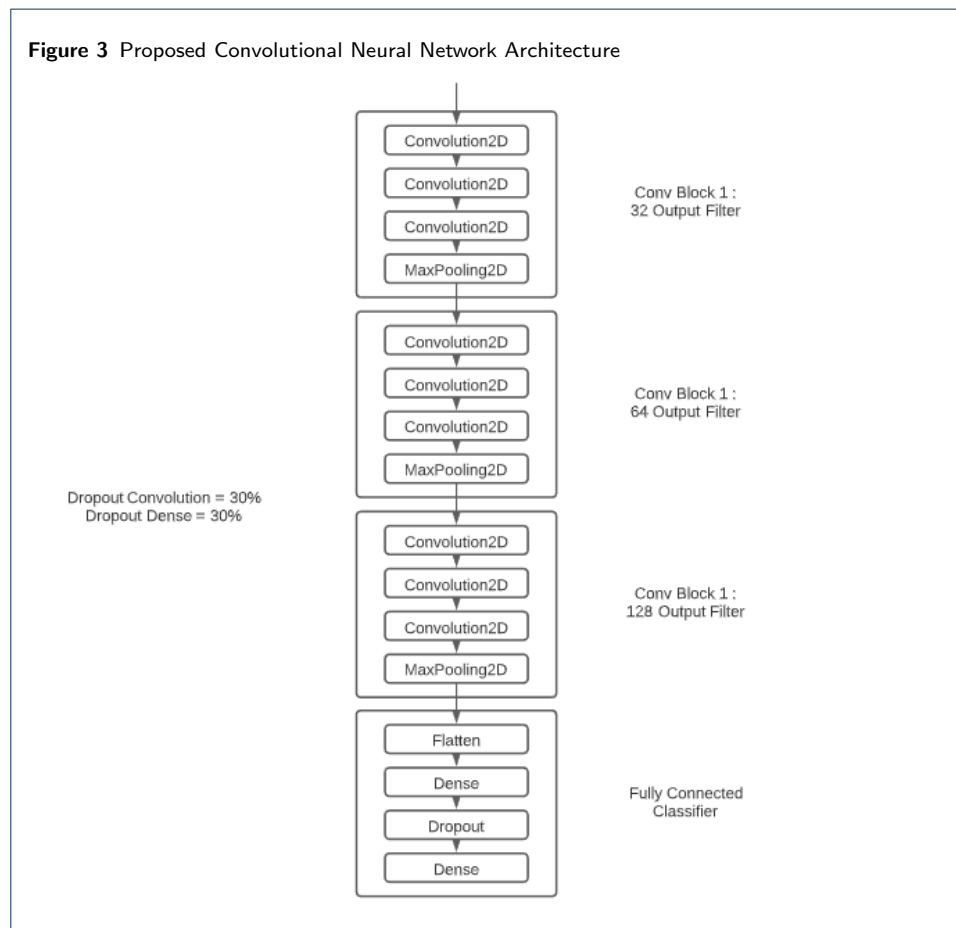 Figure 3 Proposed Convolutional Neural Network Architecture
Convolution2D
Convolution2D
Convolution2D
MaxPooling2D
Conv Block 1 :
32 Output Filter
Convolution2D
Convolution2D
Convolution2D
MaxPooling2D
Conv Block 1 :
64 Output Filter
Dropout Convolution = 30%
Dropout Dense = 30%
Convolution2D
Convolution2D
Convolution2D
MaxPooling2D
Conv Block 1 :
128 Output Filter
Flatten
Dense
Dropout
Dense
Fully Connected
Classifier